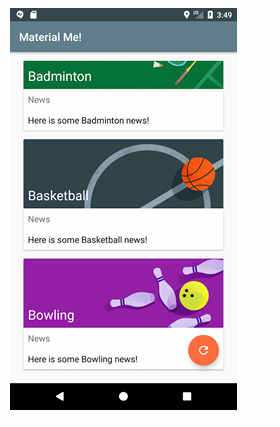 3:49
Material Me!
Badminton
News
Here is some Badminton news!
Basketball
News
Here is some Basketball news!
Bowling
News
Here is some Bowling news!